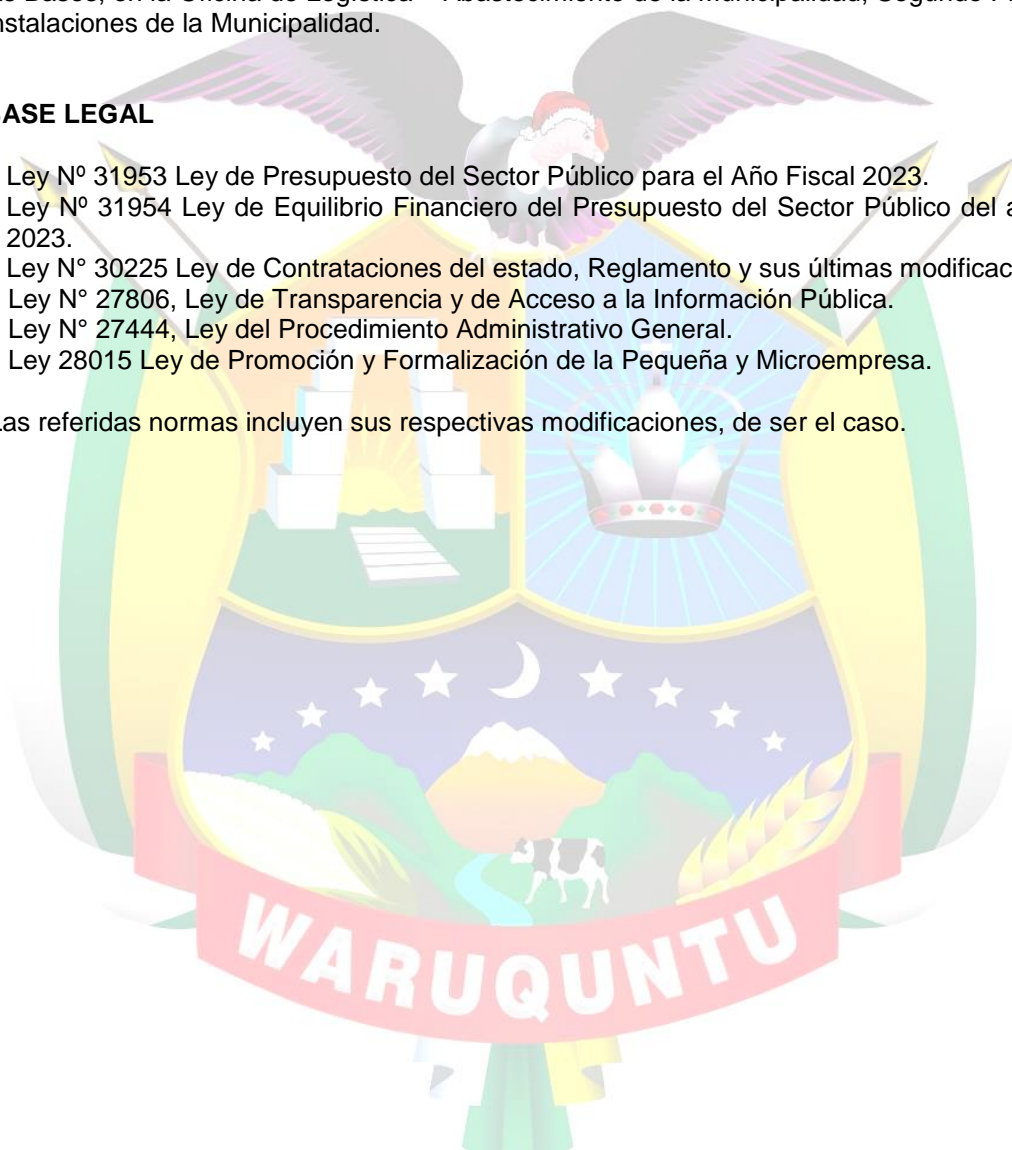 Bases, en la Oficina de Logística – Abastecimiento de la Municipalidad, Segundo
nstalaciones de la Municipalidad.
BASE LEGAL
Ley Nº 31953 Ley de Presupuesto del Sector Público para el Año Fiscal 2023.
Ley Nº 31954 Ley de Equilibrio Financiero del Presupuesto del Sector Público del a
2023.
Ley N° 30225 Ley de Contrataciones del estado, Reglamento y sus últimas modificac
Ley N° 27806, Ley de Transparencia y de Acceso a la Información Pública.
Ley N° 27444, Ley del Procedimiento Administrativo General.
Ley 28015 Ley de Promoción y Formalización de la Pequeña y Microempresa.
Las referidas normas incluyen sus respectivas modificaciones, de ser el caso.
WARUQUNTU